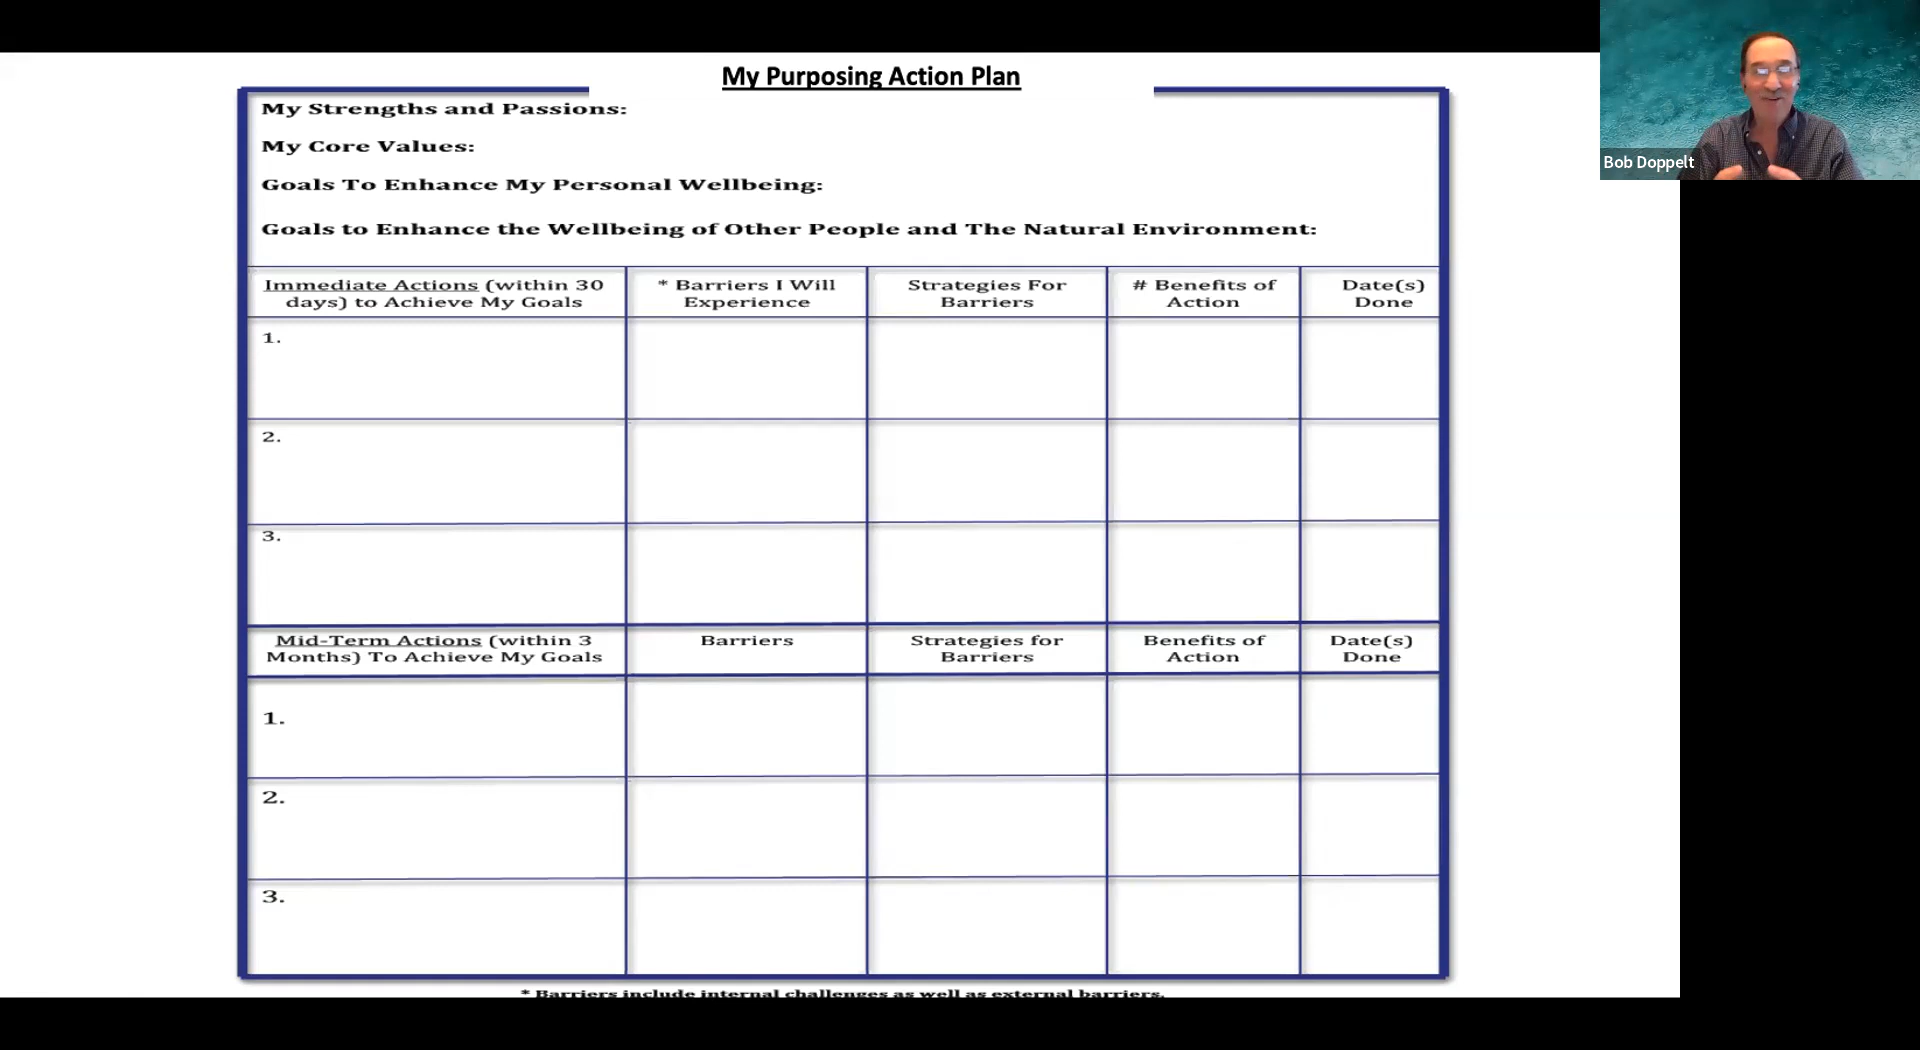 My Purposing Action Plan
Bob Doppelt
My Strengths and Passions:
My Core Values:
Goals To Enhance My Personal Wellbeing:
Goals to Enhance the Wellbeing of Other People and The Natural Environment:
Immediate Actions (within 30
days) to Achieve My Goals
* Barriers I Will
Experience
Strategies For
Barriers
# Benefits of
Action
Date(s)
Done
1.
2.
3.
Mid-Term Actions (within 3
Months) To Achieve My Goals
Barriers
Strategies for
Barriers
Benefits of
Action
Date(s)
Done
1.
2.
3.
* Barriers include internal challenges as well as external barriers.